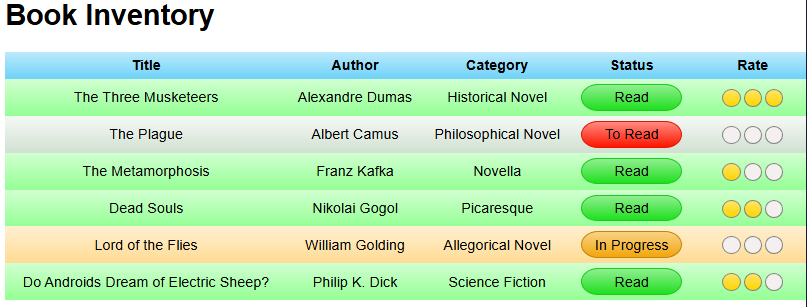 Book Inventory
Title Author Category Status Rate
The Three Musketeers Alexandre Dumas Historical Novel Read
The Plague Albert Camus Philosophical Novel To Read
The Metamorphosis Franz Kafka Novella Read
Dead Souls Nikolai Gogol Picaresque Read
Lord of the Flies William Golding Allegorical Novel In Progress
Do Androids Dream of Electric Sheep? Philip K. Dick Science Fiction Read